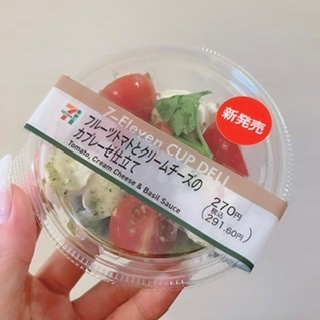 新発売
7-Eleven CUP DELI
フルーツトマトとクリームチーズの
カプレーゼ仕立て
Tomato, Cream Cheese & Basil Sauce
270円
(税込
291.60円)